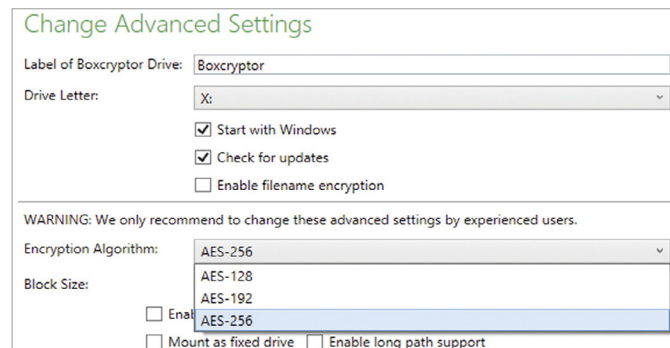 Change Advanced Settings
Label of Boxcryptor Drive: Boxcryptor
Drive Letter: X:
Start with Windows
Check for updates
Enable filename encryption
WARNING: We only recommend to change these advanced settings by experienced users.
Encryption Algorithm: AES-256
AES-128
Block Size:
AES-192
AES-256
Mount as fixed drive Enable long path support